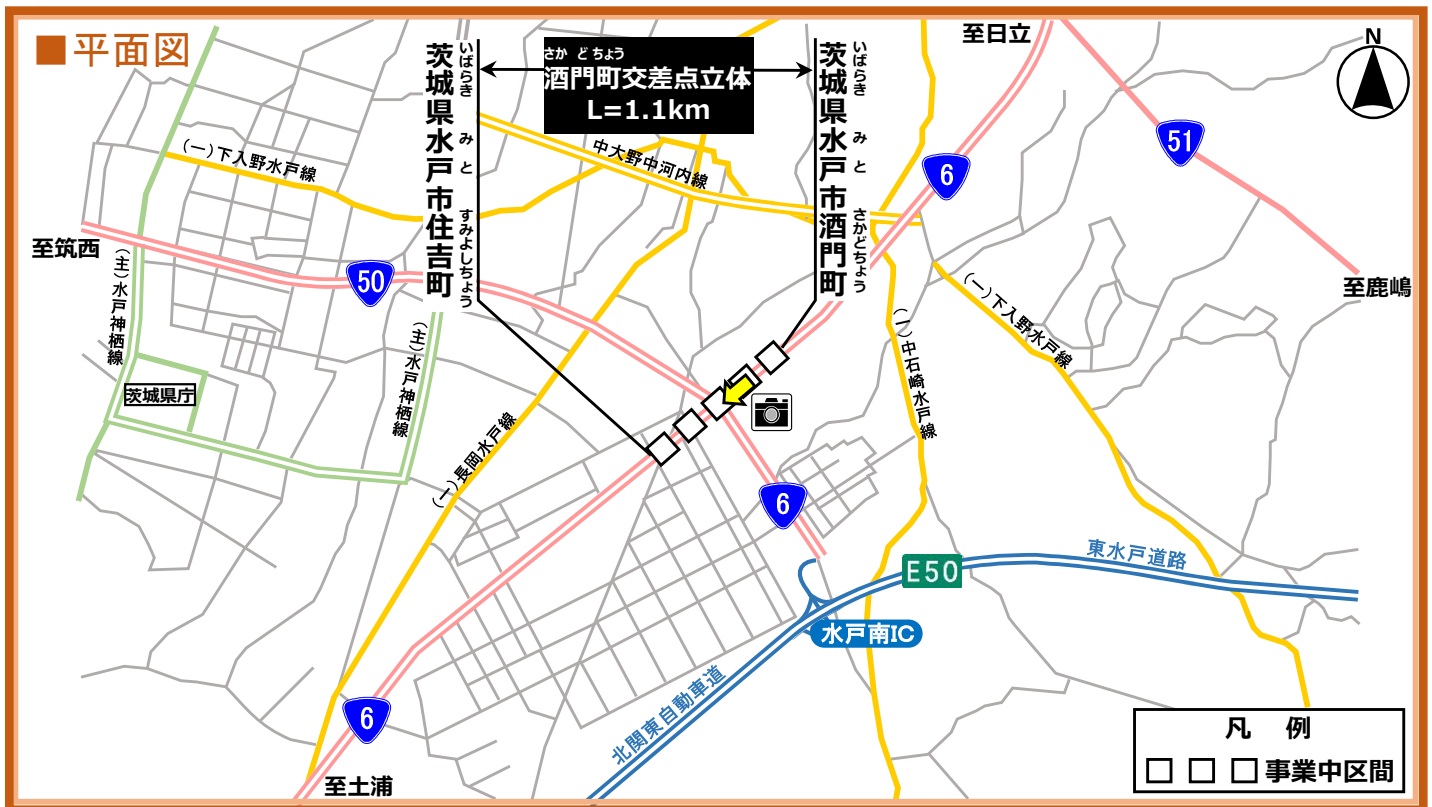 ■平面図
さかどちょう
酒門町交差点立体
L=1.1km
いばらき みと すみよしちょう
茨城県水戸市住吉町
いばらき みと さかどちょう
茨城県水戸市酒門町
至日立
N
51
6
中大野中河内線
(一)下入野水戸線
至筑西
50
至鹿嶋
(主)水戸神栖線
(主)水戸神栖線
(一)下入野水戸線
(一)中石崎水戸線
茨城県庁
(一)長岡水戸線
6
東水戸道路
E50
水戸南IC
北関東自動車道
6
至土浦
凡 例
□ □ □ 事業中区間